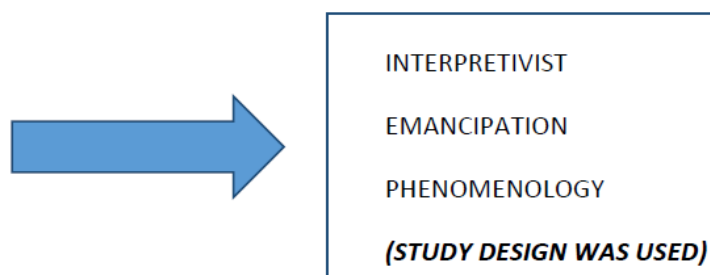 INTERPRETIVIST
EMANCIPATION
PHENOMENOLOGY
(STUDY DESIGN WAS USED)